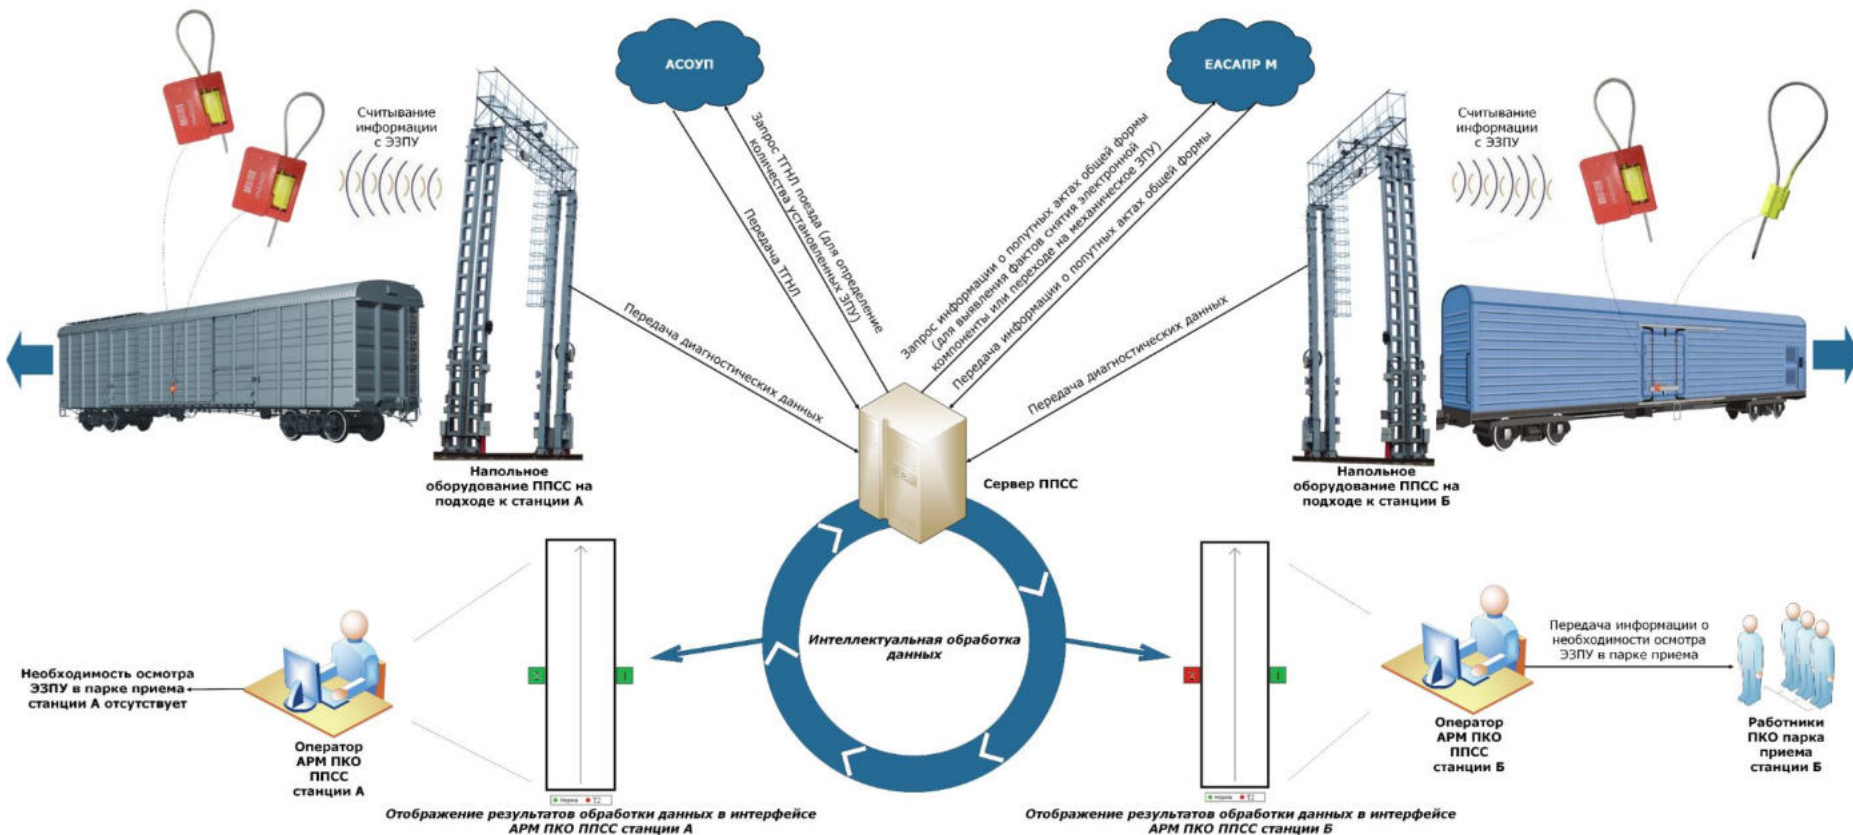 АСОУП
ЕАСАПР М
Считывание
информации
с ЭЗПУ
Считывание
информации
с ЭЗПУ
Запрос ТГНЛ поезда (для определение
количества установленных ЗПУ)
Передача ТГНЛ
Запрос информации о попутных актах общей формы
(для выявления фактов снятия электронной
компоненты или переходе на механическое ЗПУ)
Передача информации о попутных актах общей формы
Передача диагностических данных
Передача диагностических данных
Напольное
оборудование ППСС на
подходе к станции А
Сервер ППСС
Напольное
оборудование ППСС на
подходе к станции Б
Интеллектуальная обработка
данных
Необходимость осмотра
ЭЗПУ в парке приема
станции А отсутствует
Оператор
АРМ ПКО
ППСС
станции А
Передача информации о
необходимости осмотра
ЭЗПУ в парке приема
Оператор
АРМ ПКО
ППСС
станции Б
Работники
ПКО парка
приема
станции Б
Отображение результатов обработки данных в интерфейсе
АРМ ПКО ППСС станции А
Отображение результатов обработки данных в интерфейсе
АРМ ПКО ППСС станции Б